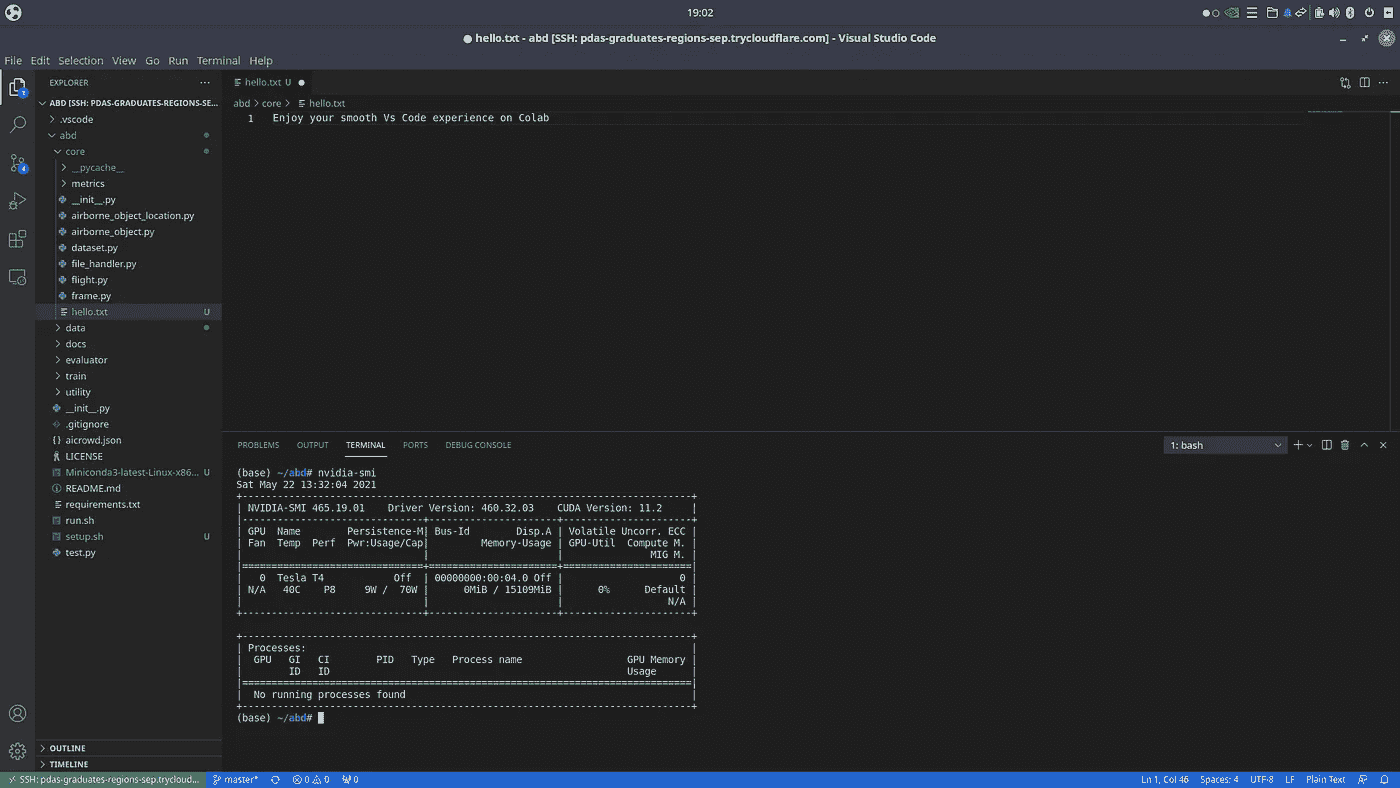 19:02
hello.txt - abd [SSH: pdas-graduates-regions-sep.trycloudflare.com] - Visual Studio Code
File Edit Selection View Go Run Terminal Help
EXPLORER
ABD [SSH: PDAS-GRADUATES-REGIONS-SE...
.vscode
abd
core
__pycache__
metrics
__init__.py
airborne_object_location.py
airborne_object.py
dataset.py
file_handler.py
flight.py
frame.py
hello.txt U
data
docs
evaluator
train
utility
__init__.py
.gitignore
aicrowd.json
LICENSE
Miniconda3-latest-Linux-x86... U
README.md
requirements.txt
run.sh
setup.sh U
test.py
OUTLINE
TIMELINE
hello.txt U
abd > core > hello.txt
1 Enjoy your smooth Vs Code experience on Colab
PROBLEMS OUTPUT TERMINAL PORTS DEBUG CONSOLE
1: bash
(base) ~/abd# nvidia-smi
Sat May 22 13:32:04 2021
+-----------------------------------------------------------------------------+
| NVIDIA-SMI 465.19.01    Driver Version: 460.32.03    CUDA Version: 11.2     |
|-------------------------------+----------------------+----------------------+
| GPU  Name        Persistence-M| Bus-Id        Disp.A | Volatile Uncorr. ECC |
| Fan  Temp  Perf  Pwr:Usage/Cap|         Memory-Usage | GPU-Util  Compute M. |
|                               |                      |               MIG M. |
|===============================+======================+======================|
|   0  Tesla T4            Off  | 00000000:00:04.0 Off |                    0 |
| N/A   40C    P8     9W /  70W |      0MiB / 15109MiB |      0%      Default |
|                               |                      |                  N/A |
+-------------------------------+----------------------+----------------------+
+-----------------------------------------------------------------------------+
| Processes:                                                                  |
|  GPU   GI   CI        PID   Type   Process name                  GPU Memory |
|        ID   ID                                                   Usage      |
|=============================================================================|
|  No running processes found                                                 |
+-----------------------------------------------------------------------------+
(base) ~/abd#
SSH: pdas-graduates-regions-sep.trycloud... master* 0 0 0 Ln 1, Col 46 Spaces: 4 UTF-8 LF Plain Text